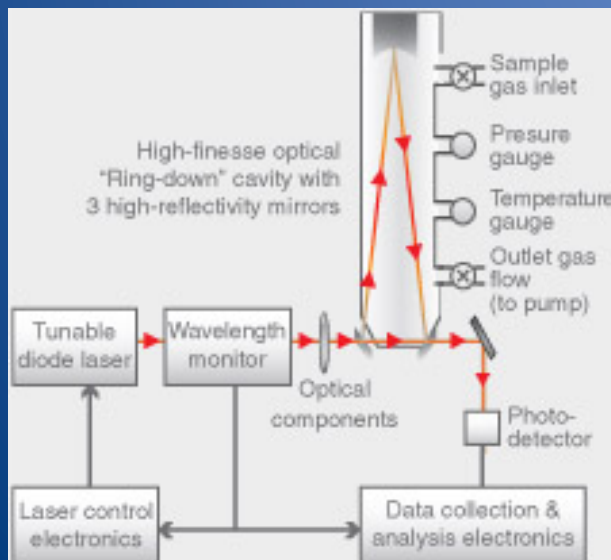 Sample
gas inlet
High-finesse optical
"Ring-down" cavity with
3 high-reflectivity mirrors
Presure
gauge
Temperature
gauge
Outlet gas
flow
(to pump)
Tunable
diode laser
Wavelength
monitor
Optical
components
Photo-
detector
Laser control
electronics
Data collection &
analysis electronics